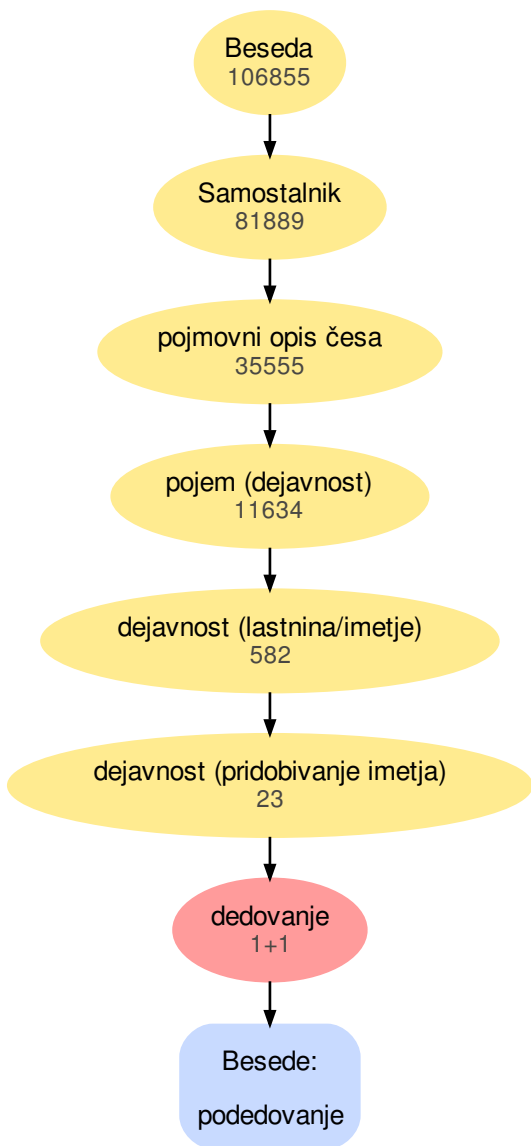 Beseda
106855
Samostalnik
81889
pojmovni opis česa
35555
pojem (dejavnost)
11634
dejavnost (lastnina/imetje)
582
dejavnost (pridobivanje imetja)
23
dedovanje
1+1
Besede:
podedovanje